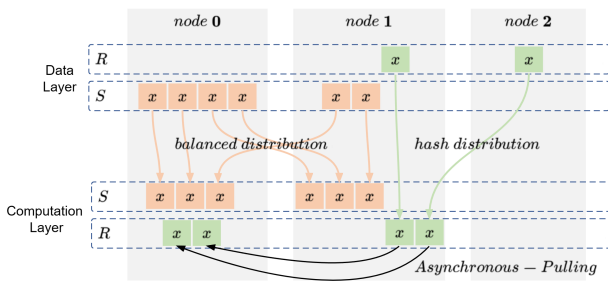 node 0 node 1 node 2
Data Layer
R x x
S x x x x x x
balanced distribution hash distribution
Computation Layer
S x x x x x x
R x x x x
Asynchronous − Pulling